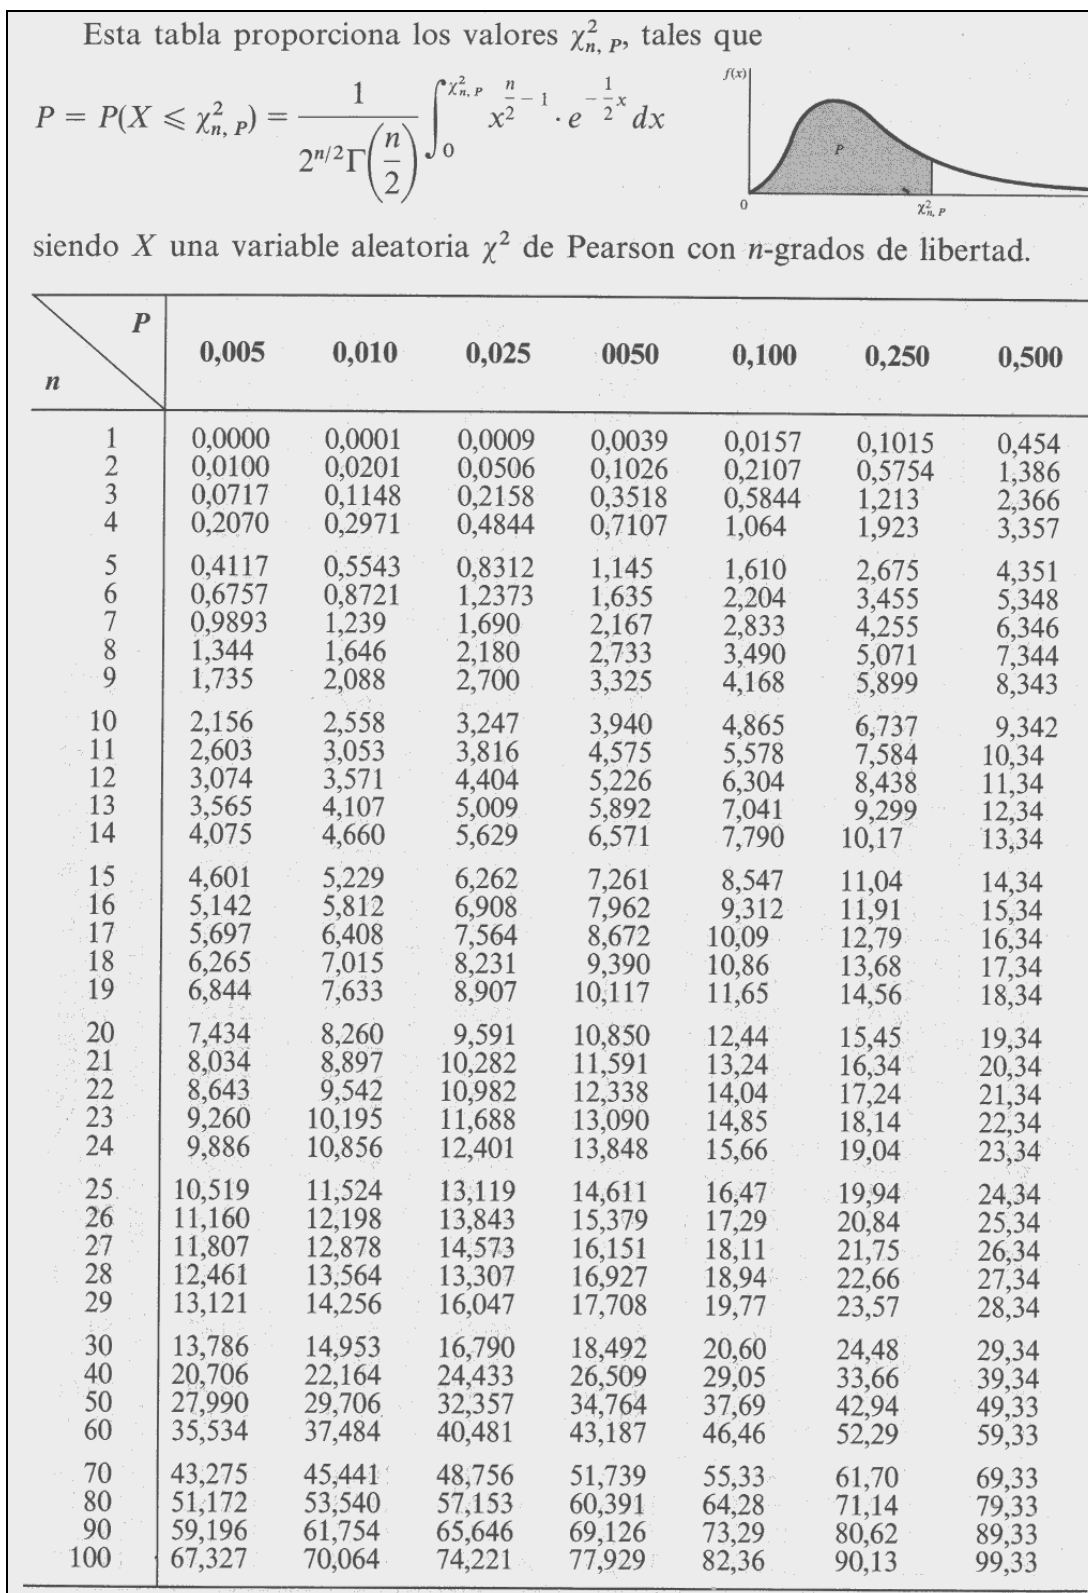 Esta tabla proporciona los valores χ²ₙ, ₚ, tales que
P = P(X ⩽ χ²ₙ, ₚ) = 1 / (2^{n/2} Γ(n/2)) ∫₀^{χ²ₙ, ₚ} x^{n/2 − 1} · e^{−1/2 x} dx
f(x)
P
0
χ²ₙ, ₚ
siendo X una variable aleatoria χ² de Pearson con n-grados de libertad.
P
n
0,005 0,010 0,025 0050 0,100 0,250 0,500
1 0,0000 0,0001 0,0009 0,0039 0,0157 0,1015 0,454
2 0,0100 0,0201 0,0506 0,1026 0,2107 0,5754 1,386
3 0,0717 0,1148 0,2158 0,3518 0,5844 1,213 2,366
4 0,2070 0,2971 0,4844 0,7107 1,064 1,923 3,357
5 0,4117 0,5543 0,8312 1,145 1,610 2,675 4,351
6 0,6757 0,8721 1,2373 1,635 2,204 3,455 5,348
7 0,9893 1,239 1,690 2,167 2,833 4,255 6,346
8 1,344 1,646 2,180 2,733 3,490 5,071 7,344
9 1,735 2,088 2,700 3,325 4,168 5,899 8,343
10 2,156 2,558 3,247 3,940 4,865 6,737 9,342
11 2,603 3,053 3,816 4,575 5,578 7,584 10,34
12 3,074 3,571 4,404 5,226 6,304 8,438 11,34
13 3,565 4,107 5,009 5,892 7,041 9,299 12,34
14 4,075 4,660 5,629 6,571 7,790 10,17 13,34
15 4,601 5,229 6,262 7,261 8,547 11,04 14,34
16 5,142 5,812 6,908 7,962 9,312 11,91 15,34
17 5,697 6,408 7,564 8,672 10,09 12,79 16,34
18 6,265 7,015 8,231 9,390 10,86 13,68 17,34
19 6,844 7,633 8,907 10,117 11,65 14,56 18,34
20 7,434 8,260 9,591 10,850 12,44 15,45 19,34
21 8,034 8,897 10,282 11,591 13,24 16,34 20,34
22 8,643 9,542 10,982 12,338 14,04 17,24 21,34
23 9,260 10,195 11,688 13,090 14,85 18,14 22,34
24 9,886 10,856 12,401 13,848 15,66 19,04 23,34
25 10,519 11,524 13,119 14,611 16,47 19,94 24,34
26 11,160 12,198 13,843 15,379 17,29 20,84 25,34
27 11,807 12,878 14,573 16,151 18,11 21,75 26,34
28 12,461 13,564 13,307 16,927 18,94 22,66 27,34
29 13,121 14,256 16,047 17,708 19,77 23,57 28,34
30 13,786 14,953 16,790 18,492 20,60 24,48 29,34
40 20,706 22,164 24,433 26,509 29,05 33,66 39,34
50 27,990 29,706 32,357 34,764 37,69 42,94 49,33
60 35,534 37,484 40,481 43,187 46,46 52,29 59,33
70 43,275 45,441 48,756 51,739 55,33 61,70 69,33
80 51,172 53,540 57,153 60,391 64,28 71,14 79,33
90 59,196 61,754 65,646 69,126 73,29 80,62 89,33
100 67,327 70,064 74,221 77,929 82,36 90,13 99,33